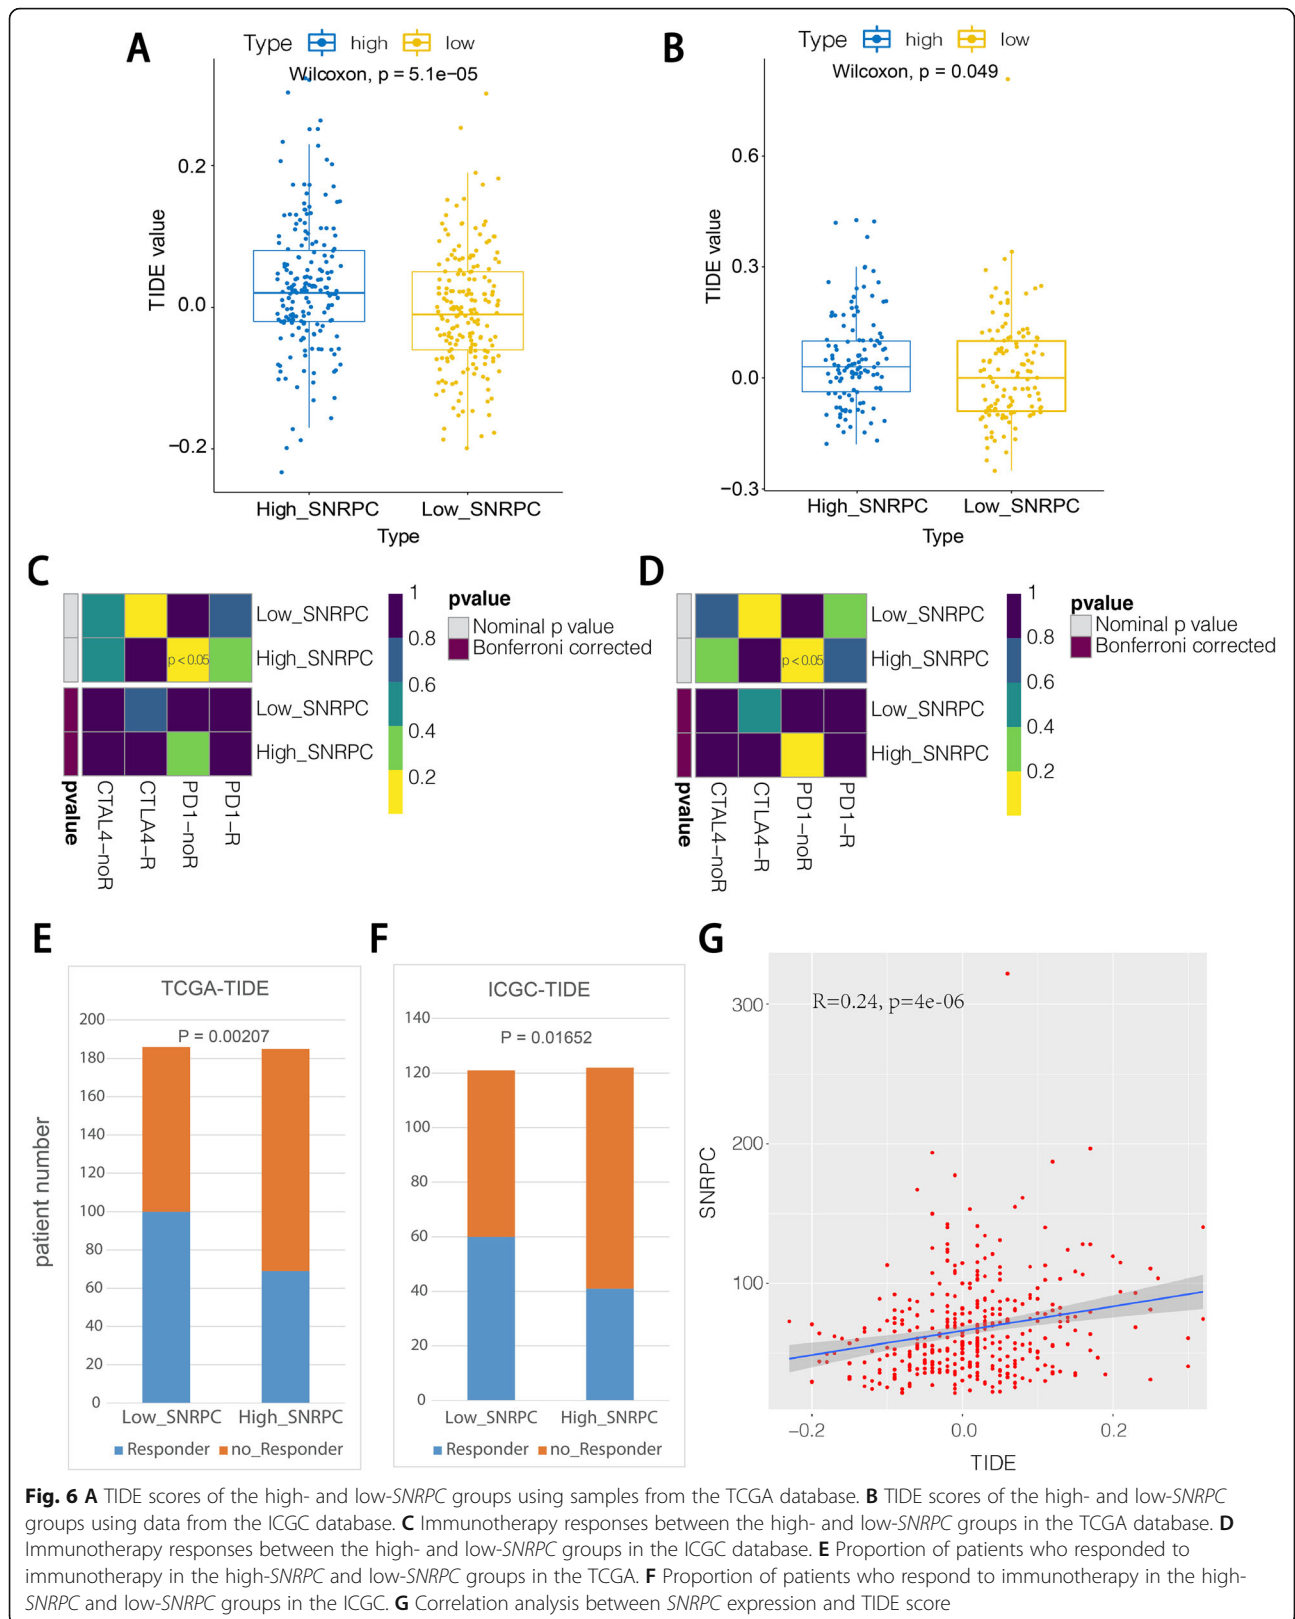 A
Type high low
Wilcoxon, p = 5.1e−05
TIDE value
0.2
0.0
−0.2
High_SNRPC Low_SNRPC
Type
B
Type high low
Wilcoxon, p = 0.049
TIDE value
0.6
0.3
0.0
−0.3
High_SNRPC Low_SNRPC
Type
C
Low_SNRPC
p < 0.05 High_SNRPC
Low_SNRPC
High_SNRPC
pvalue
CTAL4−noR
CTLA4−R
PD1−noR
PD1−R
1
0.8
0.6
0.4
0.2
pvalue
Nominal p value
Bonferroni corrected
D
Low_SNRPC
p < 0.05 High_SNRPC
Low_SNRPC
High_SNRPC
pvalue
CTAL4−noR
CTLA4−R
PD1−noR
PD1−R
1
0.8
0.6
0.4
0.2
pvalue
Nominal p value
Bonferroni corrected
E
TCGA-TIDE
P = 0.00207
patient number
200
180
160
140
120
100
80
60
40
20
0
Low_SNRPC High_SNRPC
Responder no_Responder
F
ICGC-TIDE
P = 0.01652
140
120
100
80
60
40
20
0
Low_SNRPC High_SNRPC
Responder no_Responder
G
R=0.24, p=4e-06
SNRPC
300
200
100
−0.2 0.0 0.2
TIDE
Fig. 6 A TIDE scores of the high- and low-SNRPC groups using samples from the TCGA database. B TIDE scores of the high- and low-SNRPC
groups using data from the ICGC database. C Immunotherapy responses between the high- and low-SNRPC groups in the TCGA database. D
Immunotherapy responses between the high- and low-SNRPC groups in the ICGC database. E Proportion of patients who responded to
immunotherapy in the high-SNRPC and low-SNRPC groups in the TCGA. F Proportion of patients who respond to immunotherapy in the high-
SNRPC and low-SNRPC groups in the ICGC. G Correlation analysis between SNRPC expression and TIDE score